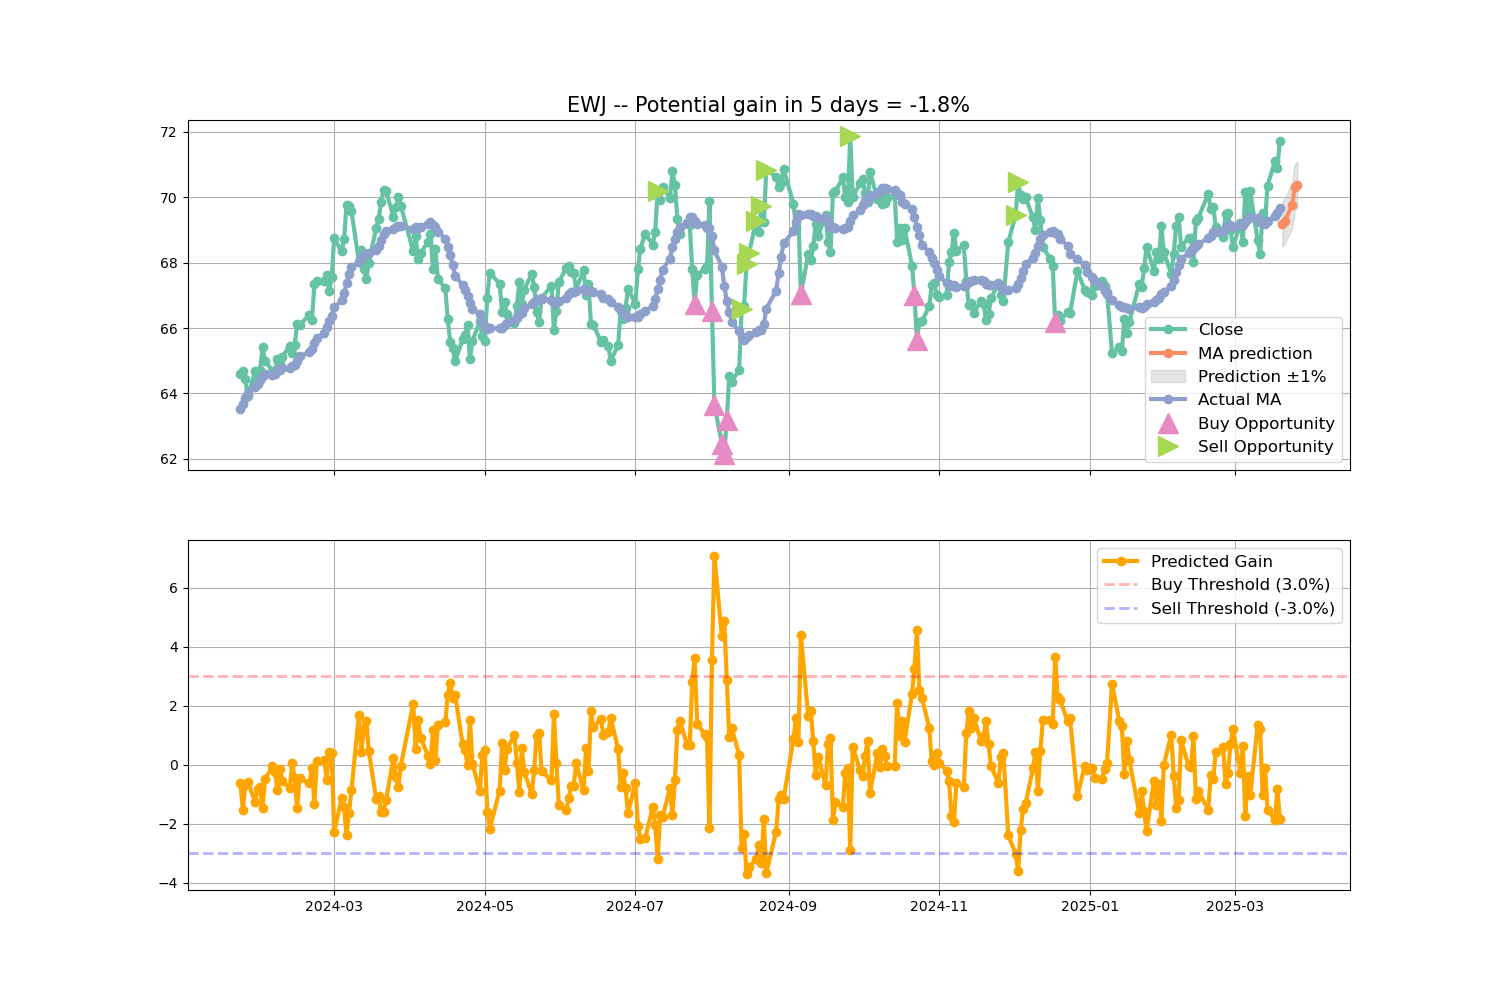 EWJ -- Potential gain in 5 days = -1.8%
72
70
68
66
64
62
Close
MA prediction
Prediction ±1%
Actual MA
Buy Opportunity
Sell Opportunity
6
4
2
0
−2
−4
Predicted Gain
Buy Threshold (3.0%)
Sell Threshold (-3.0%)
2024-03 2024-05 2024-07 2024-09 2024-11 2025-01 2025-03